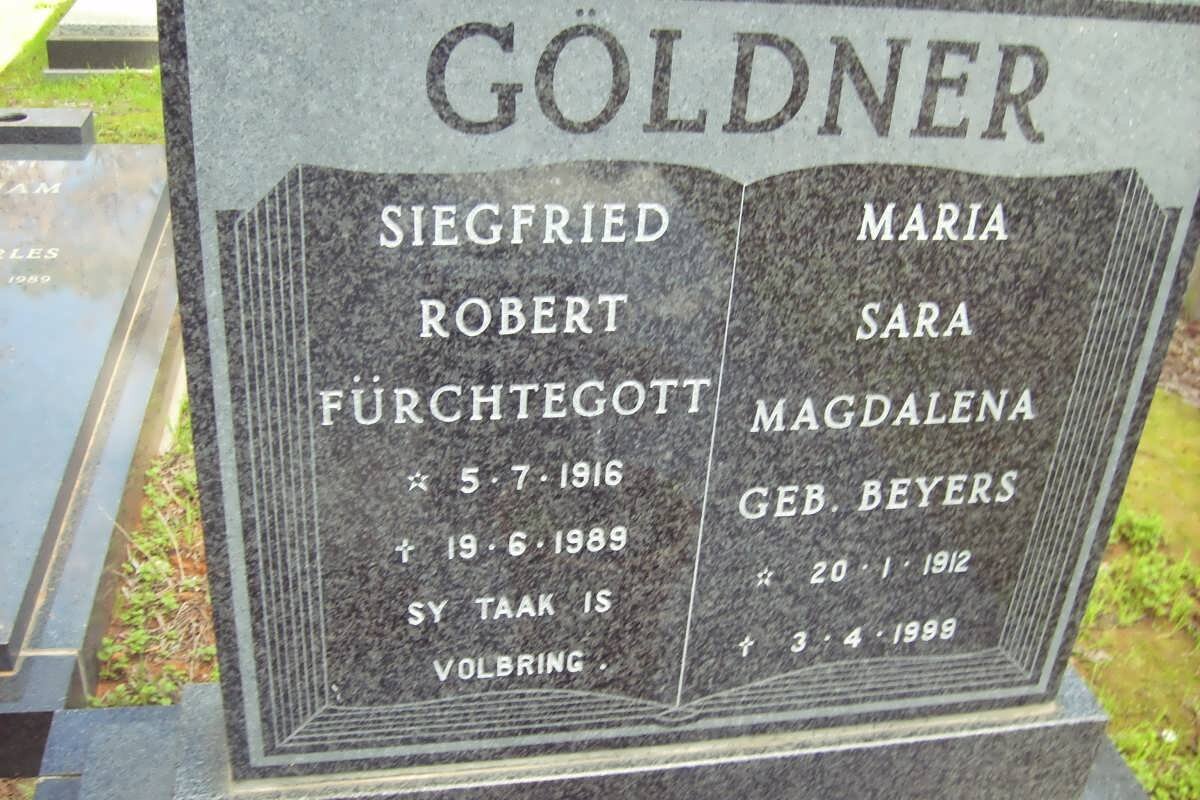 GÖLDNER
SIEGFRIED
ROBERT
FÜRCHTEGOTT
☆ 5·7·1916
† 19·6·1989
SY TAAK IS
VOLBRING.
MARIA
SARA
MAGDALENA
GEB. BEYERS
☆ 20·1·1912
† 3·4·1999
1989